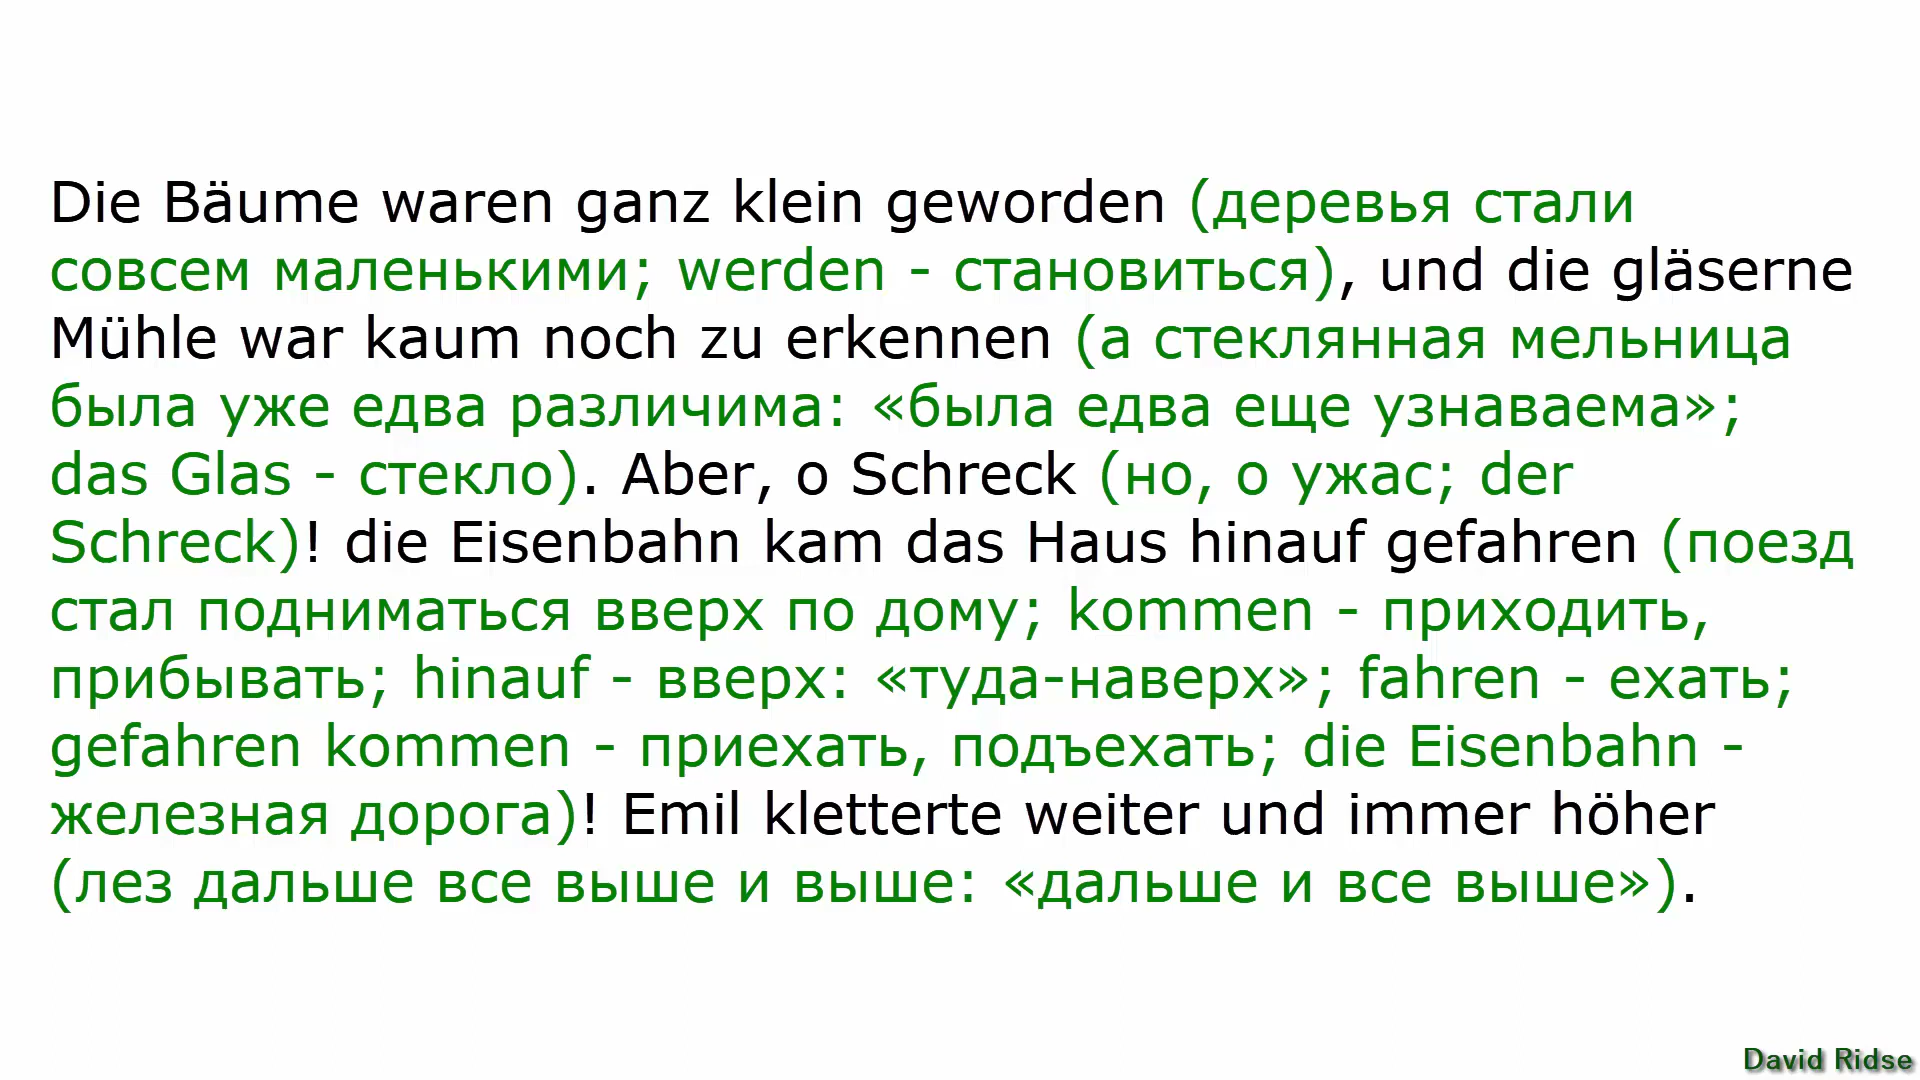 Die Bäume waren ganz klein geworden (деревья стали
совсем маленькими; werden - становиться), und die gläserne
Mühle war kaum noch zu erkennen (а стеклянная мельница
была уже едва различима: «была едва еще узнаваема»;
das Glas - стекло). Aber, o Schreck (но, о ужас; der
Schreck)! die Eisenbahn kam das Haus hinauf gefahren (поезд
стал подниматься вверх по дому; kommen - приходить,
прибывать; hinauf - вверх: «туда-наверх»; fahren - ехать;
gefahren kommen - приехать, подъехать; die Eisenbahn -
железная дорога)! Emil kletterte weiter und immer höher
(лез дальше все выше и выше: «дальше и все выше»).
David Ridse